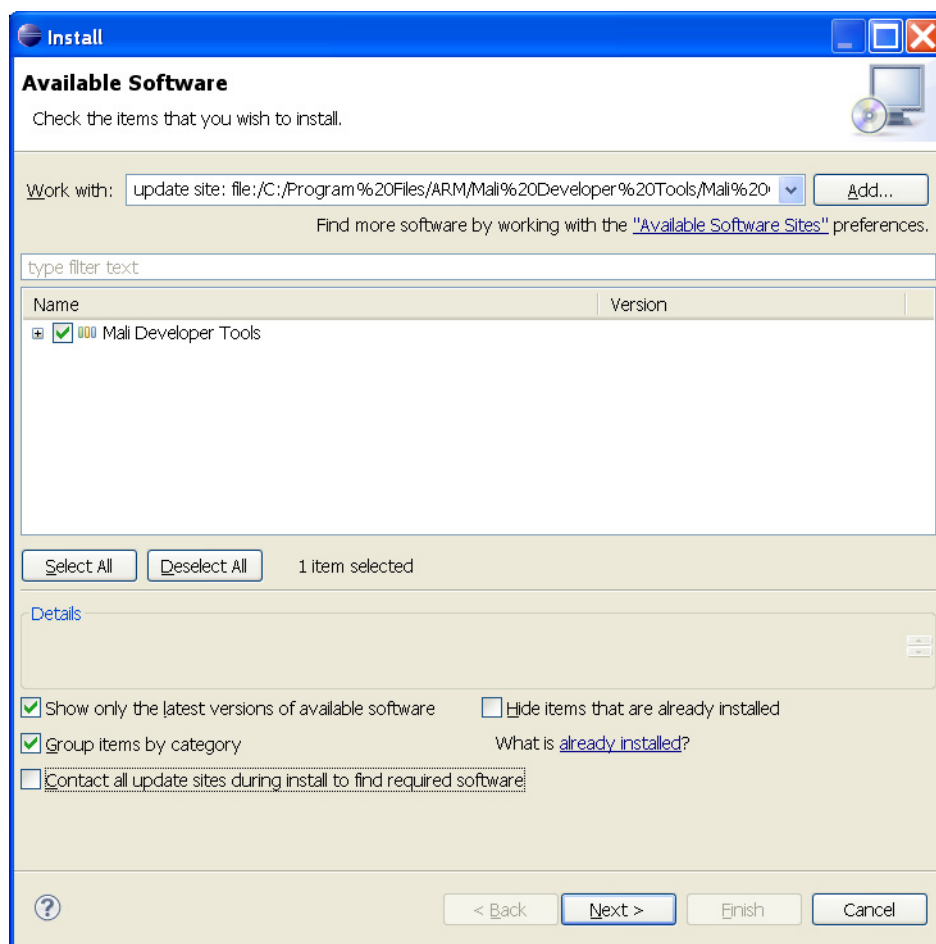 Install
Available Software
Check the items that you wish to install.
Work with: update site: file:/C:/Program%20Files/ARM/Mali%20Developer%20Tools/Mali%20 Add...
Find more software by working with the "Available Software Sites" preferences.
type filter text
Name Version
Mali Developer Tools
Select All Deselect All 1 item selected
Details
Show only the latest versions of available software Hide items that are already installed
Group items by category What is already installed?
Contact all update sites during install to find required software
? < Back Next > Finish Cancel